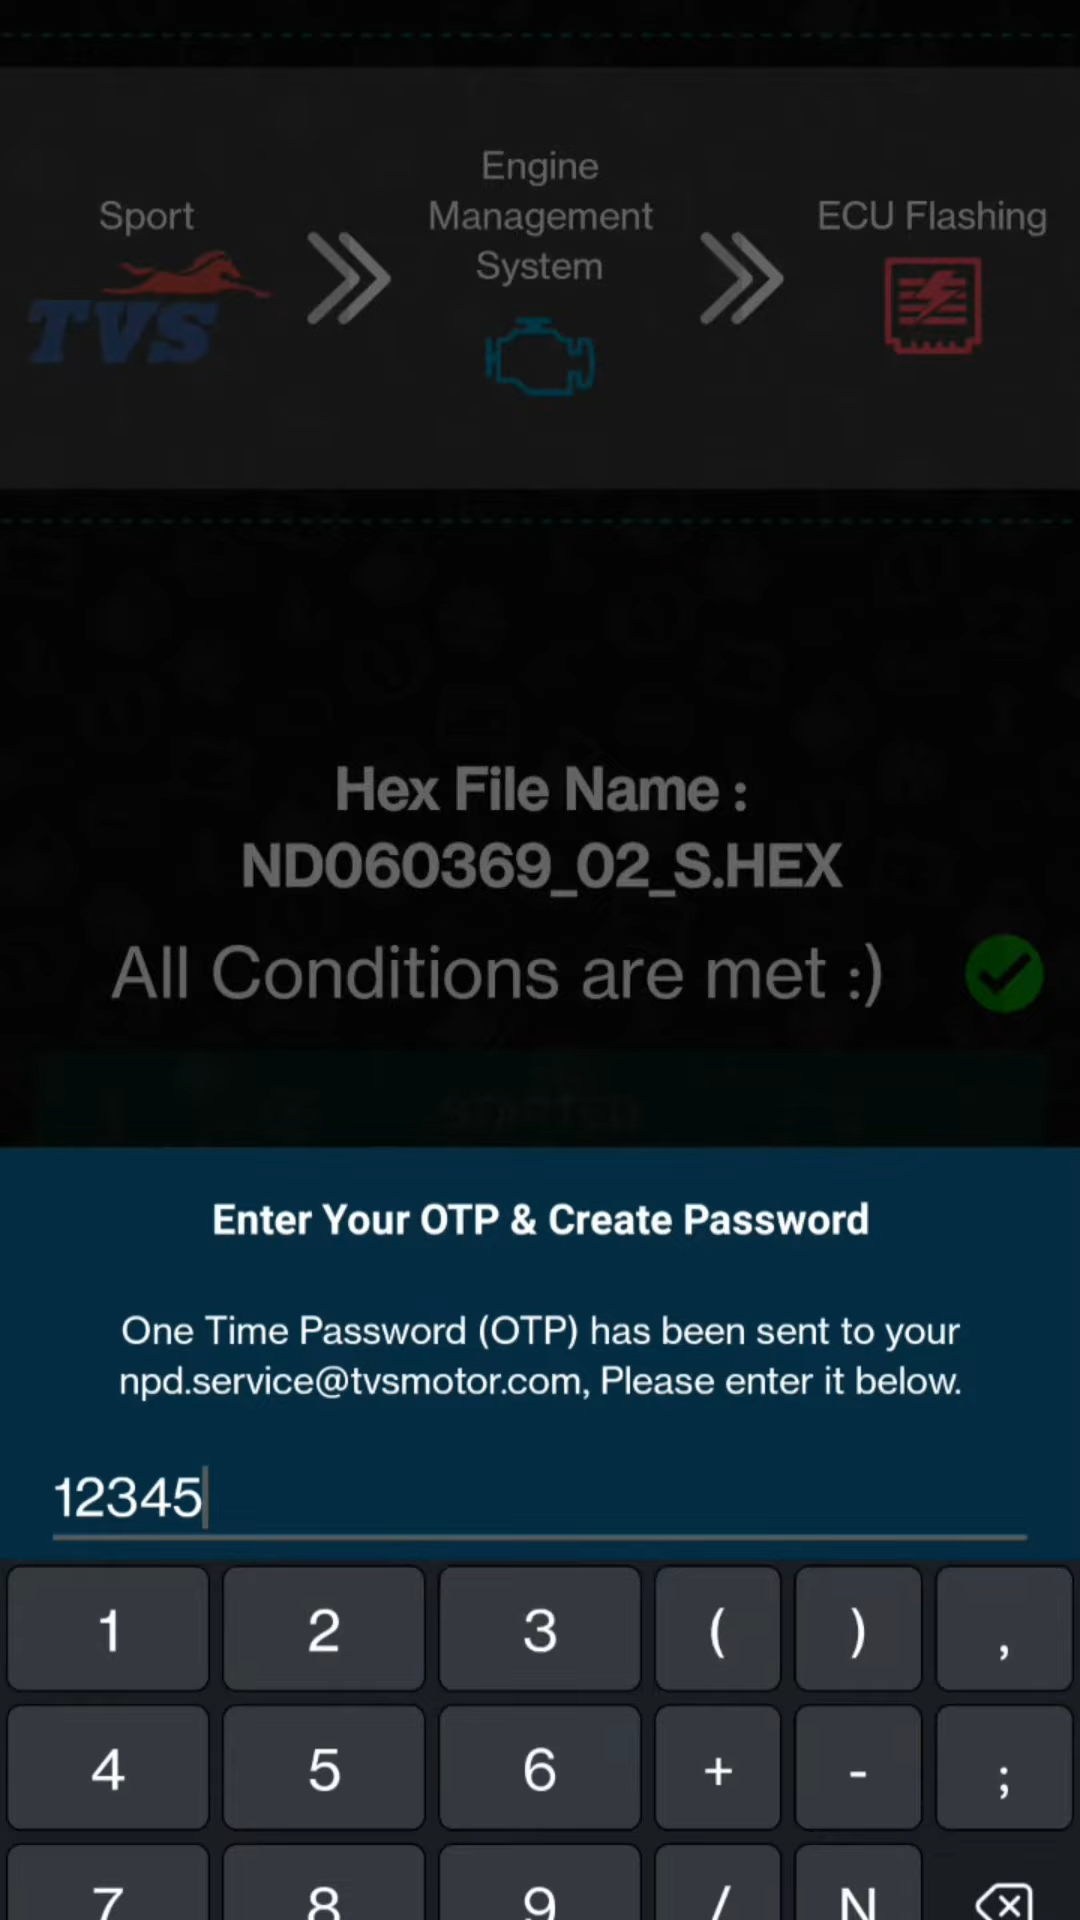 Sport
TVS
Engine
Management
System
ECU Flashing
Hex File Name :
ND060369_02_S.HEX
All Conditions are met :)
Enter Your OTP & Create Password
One Time Password (OTP) has been sent to your
npd.service@tvsmotor.com, Please enter it below.
12345
1 2 3 ( ) ,
4 5 6 + - ;
7 8 9 / N